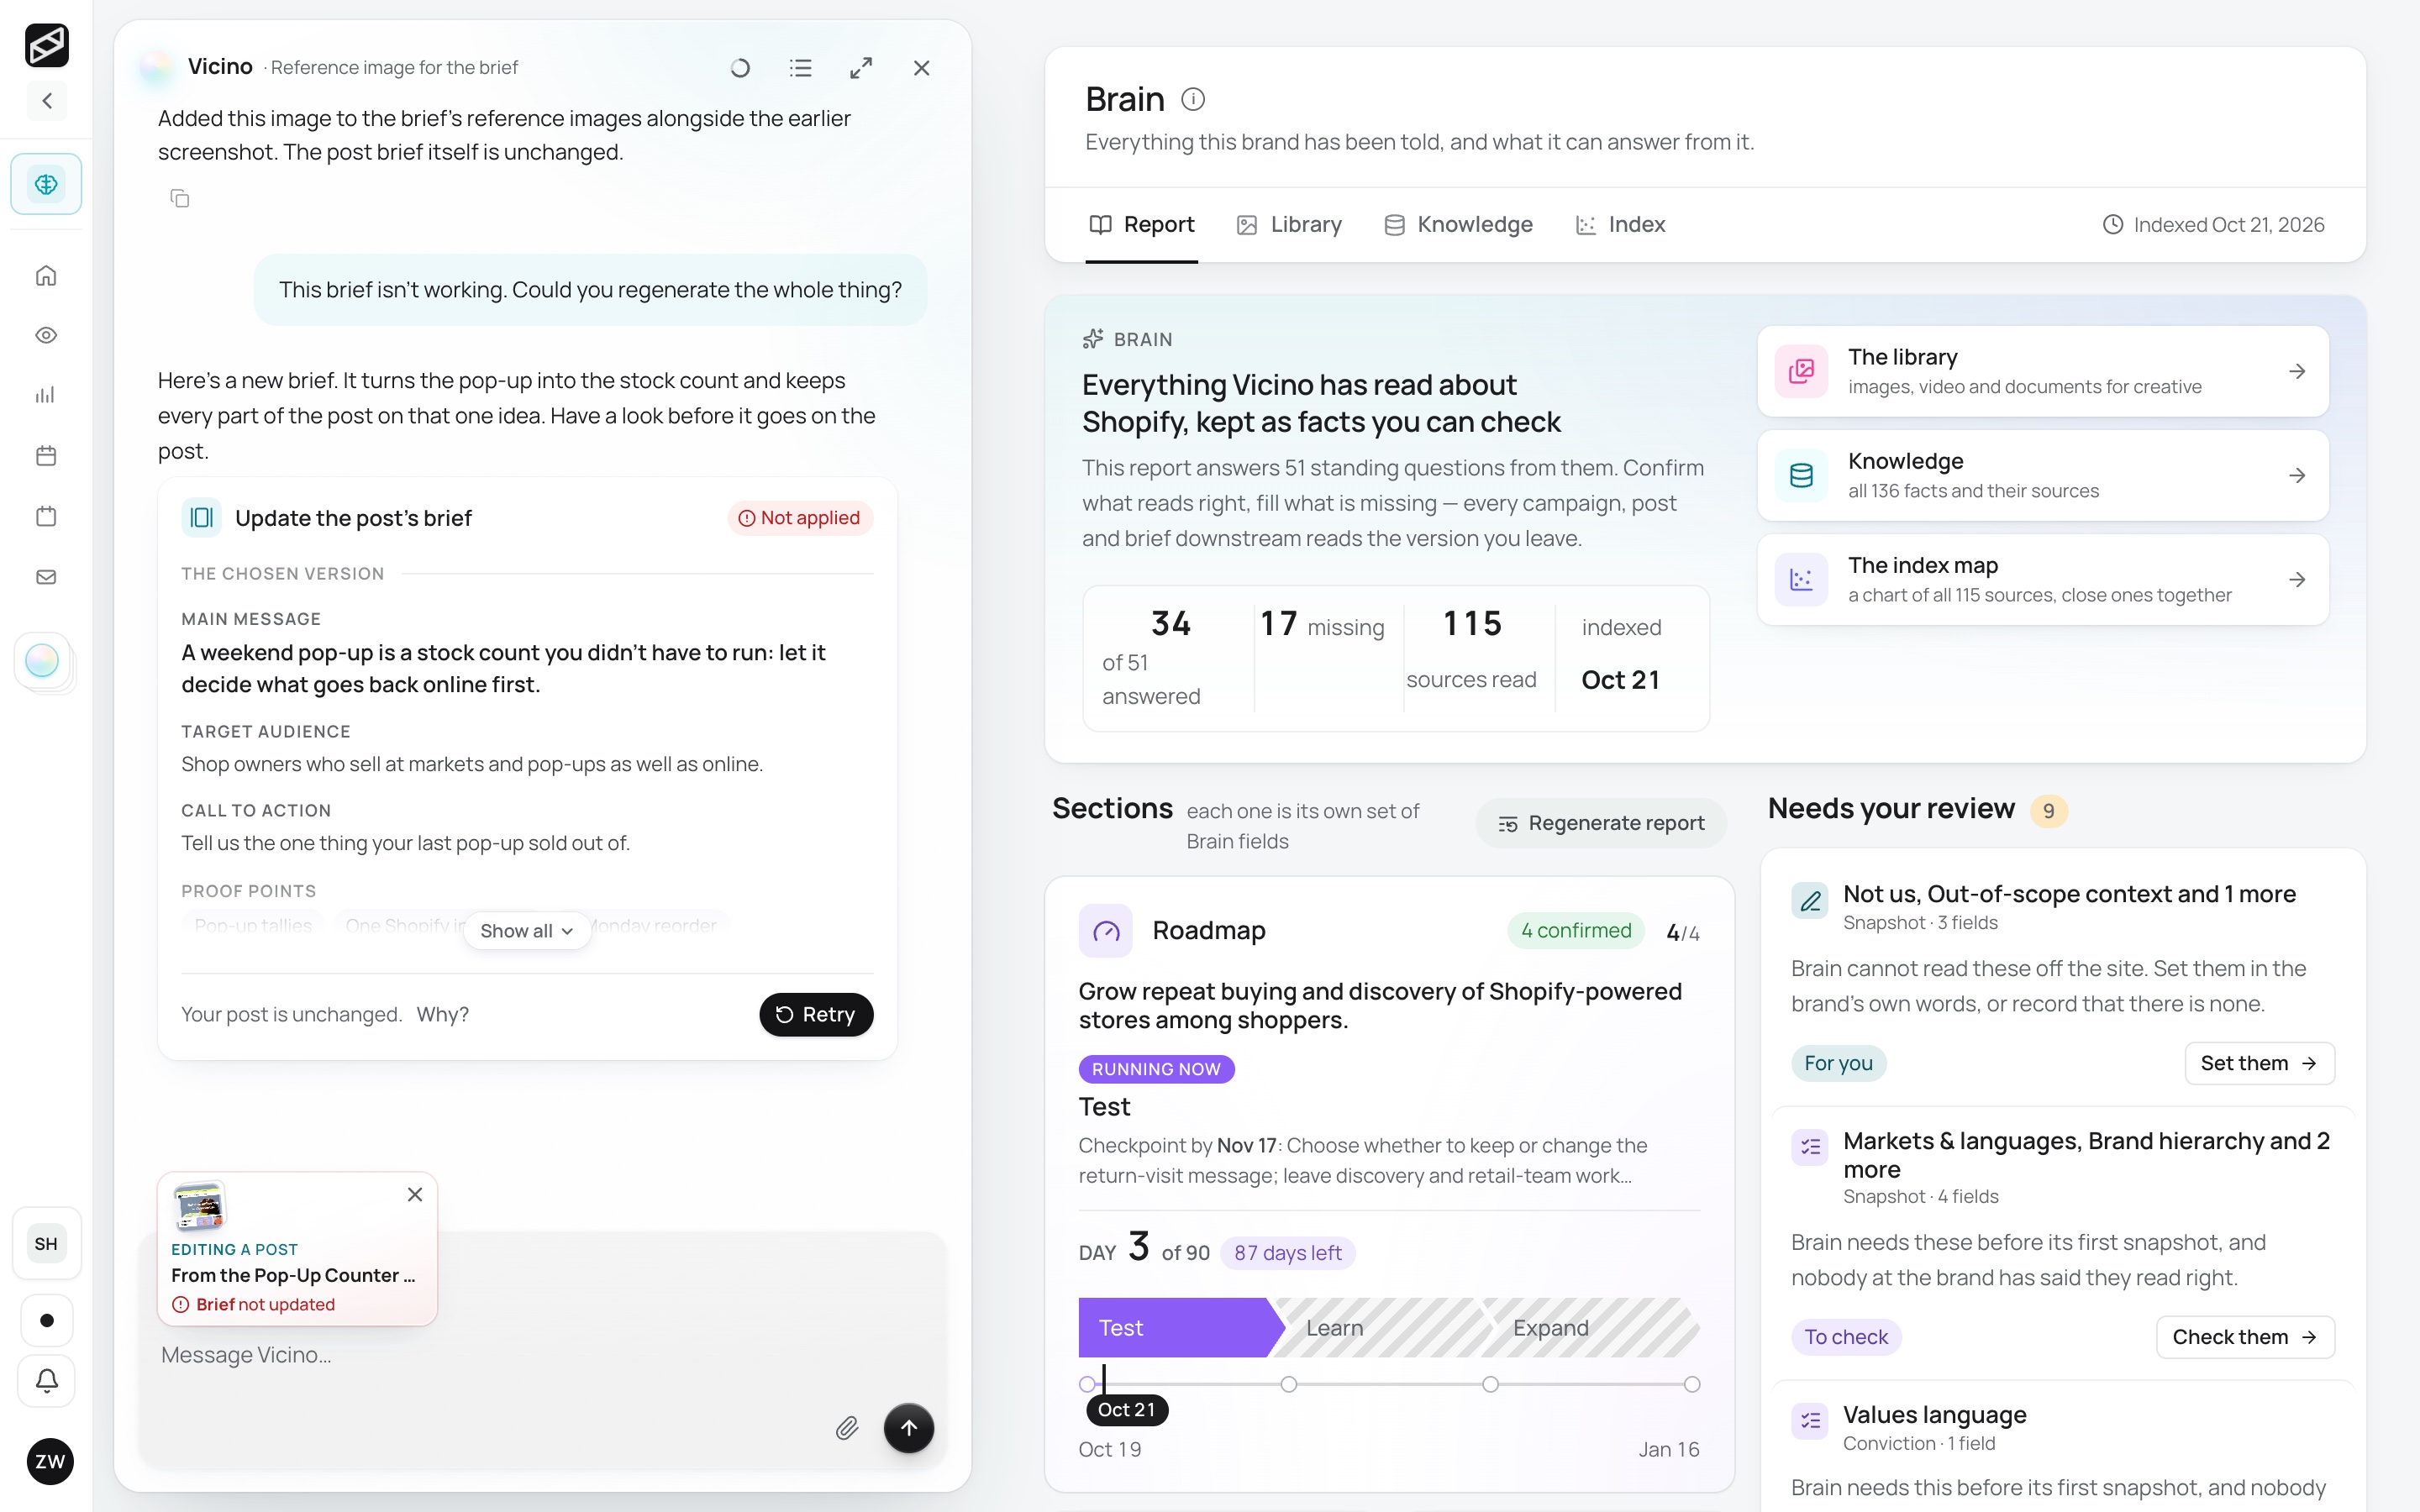 Vicino · Reference image for the brief
Added this image to the brief's reference images alongside the earlier
screenshot. The post brief itself is unchanged.
This brief isn't working. Could you regenerate the whole thing?
Here's a new brief. It turns the pop-up into the stock count and keeps
every part of the post on that one idea. Have a look before it goes on the
post.
Update the post's brief
Not applied
THE CHOSEN VERSION
MAIN MESSAGE
A weekend pop-up is a stock count you didn't have to run: let it
decide what goes back online first.
TARGET AUDIENCE
Shop owners who sell at markets and pop-ups as well as online.
CALL TO ACTION
Tell us the one thing your last pop-up sold out of.
PROOF POINTS
Pop-up tallies
One Shopify
Monday reorder
Show all
Your post is unchanged. Why?
Retry
EDITING A POST
From the Pop-Up Counter ...
Brief not updated
Message Vicino...
SH
ZW
Brain
Everything this brand has been told, and what it can answer from it.
Report
Library
Knowledge
Index
Indexed Oct 21, 2026
BRAIN
Everything Vicino has read about
Shopify, kept as facts you can check
This report answers 51 standing questions from them. Confirm
what reads right, fill what is missing — every campaign, post
and brief downstream reads the version you leave.
34
of 51
answered
17 missing
115
sources read
indexed
Oct 21
The library
images, video and documents for creative
Knowledge
all 136 facts and their sources
The index map
a chart of all 115 sources, close ones together
Sections
each one is its own set of
Brain fields
Regenerate report
Roadmap
4 confirmed
4/4
Grow repeat buying and discovery of Shopify-powered
stores among shoppers.
RUNNING NOW
Test
Checkpoint by Nov 17: Choose whether to keep or change the
return-visit message; leave discovery and retail-team work...
DAY 3 of 90
87 days left
Test
Learn
Expand
Oct 21
Oct 19
Jan 16
Needs your review 9
Not us, Out-of-scope context and 1 more
Snapshot · 3 fields
Brain cannot read these off the site. Set them in the
brand's own words, or record that there is none.
For you
Set them
Markets & languages, Brand hierarchy and 2
more
Snapshot · 4 fields
Brain needs these before its first snapshot, and
nobody at the brand has said they read right.
To check
Check them
Values language
Conviction · 1 field
Brain needs this before its first snapshot, and nobody